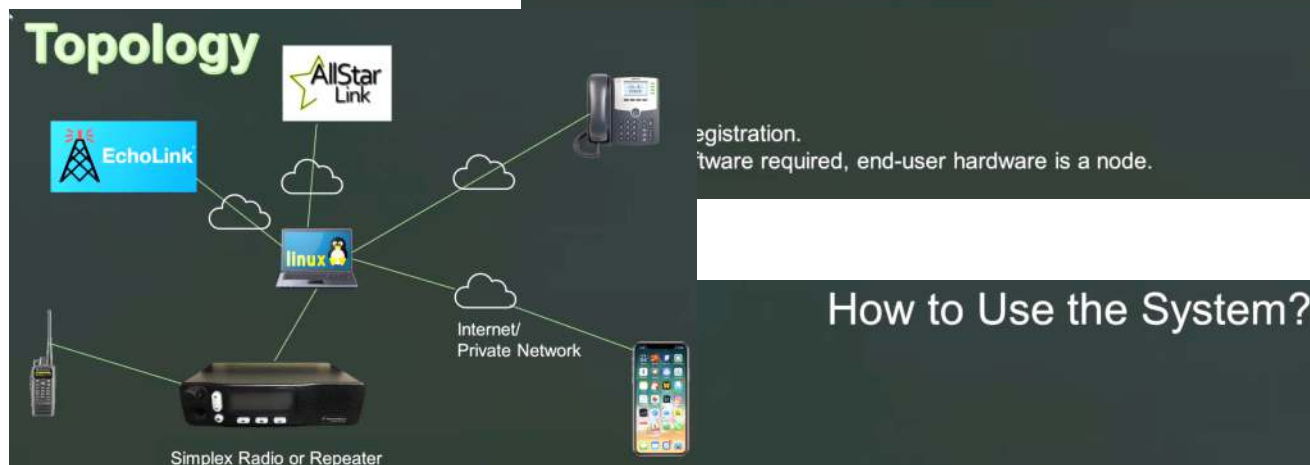 Topology
AllStar
Link
EchoLink
linux
Internet/
Private Network
Simplex Radio or Repeater
egistration.
ftware required, end-user hardware is a node.
How to Use the System?